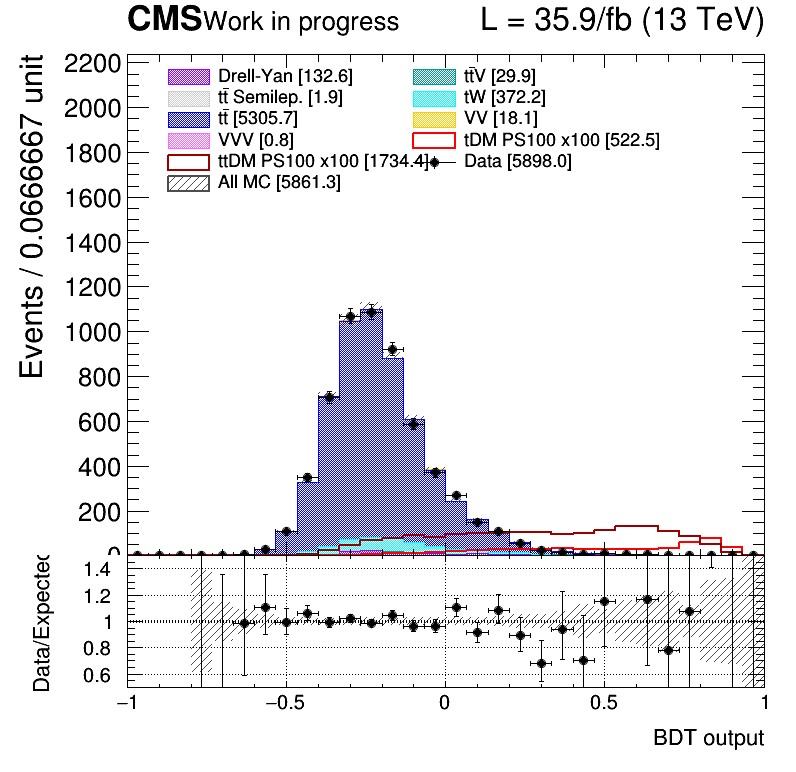 CMS Work in progress L = 35.9/fb (13 TeV)
Events / 0.0666667 unit
2200
2000
1800
1600
1400
1200
1000
800
600
400
200
0
Drell-Yan [132.6] tt̄V [29.9]
tt̄ Semilep. [1.9] tW [372.2]
tt̄ [5305.7] VV [18.1]
VVV [0.8] tDM PS100 x100 [522.5]
ttDM PS100 x100 [1734.4] Data [5898.0]
All MC [5861.3]
Data/Expected
1.4
1.2
1
0.8
0.6
−1 −0.5 0 0.5 1
BDT output